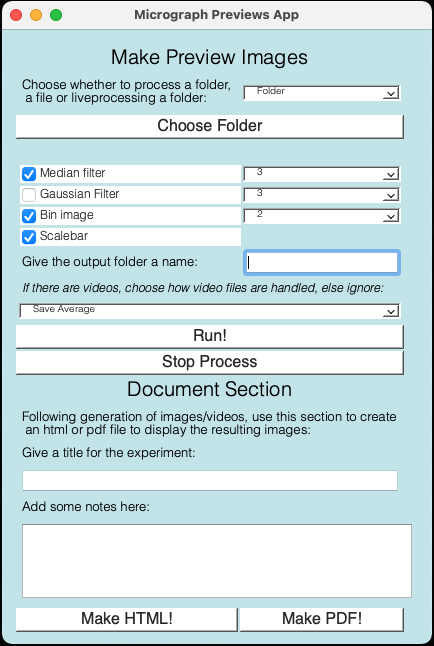 Micrograph Previews App
Make Preview Images
Choose whether to process a folder,
a file or liveprocessing a folder:
Folder
Choose Folder
Median filter
3
Gaussian Filter
3
Bin image
2
Scalebar
Give the output folder a name:
If there are videos, choose how video files are handled, else ignore:
Save Average
Run!
Stop Process
Document Section
Following generation of images/videos, use this section to create
an html or pdf file to display the resulting images:
Give a title for the experiment:
Add some notes here:
Make HTML!
Make PDF!